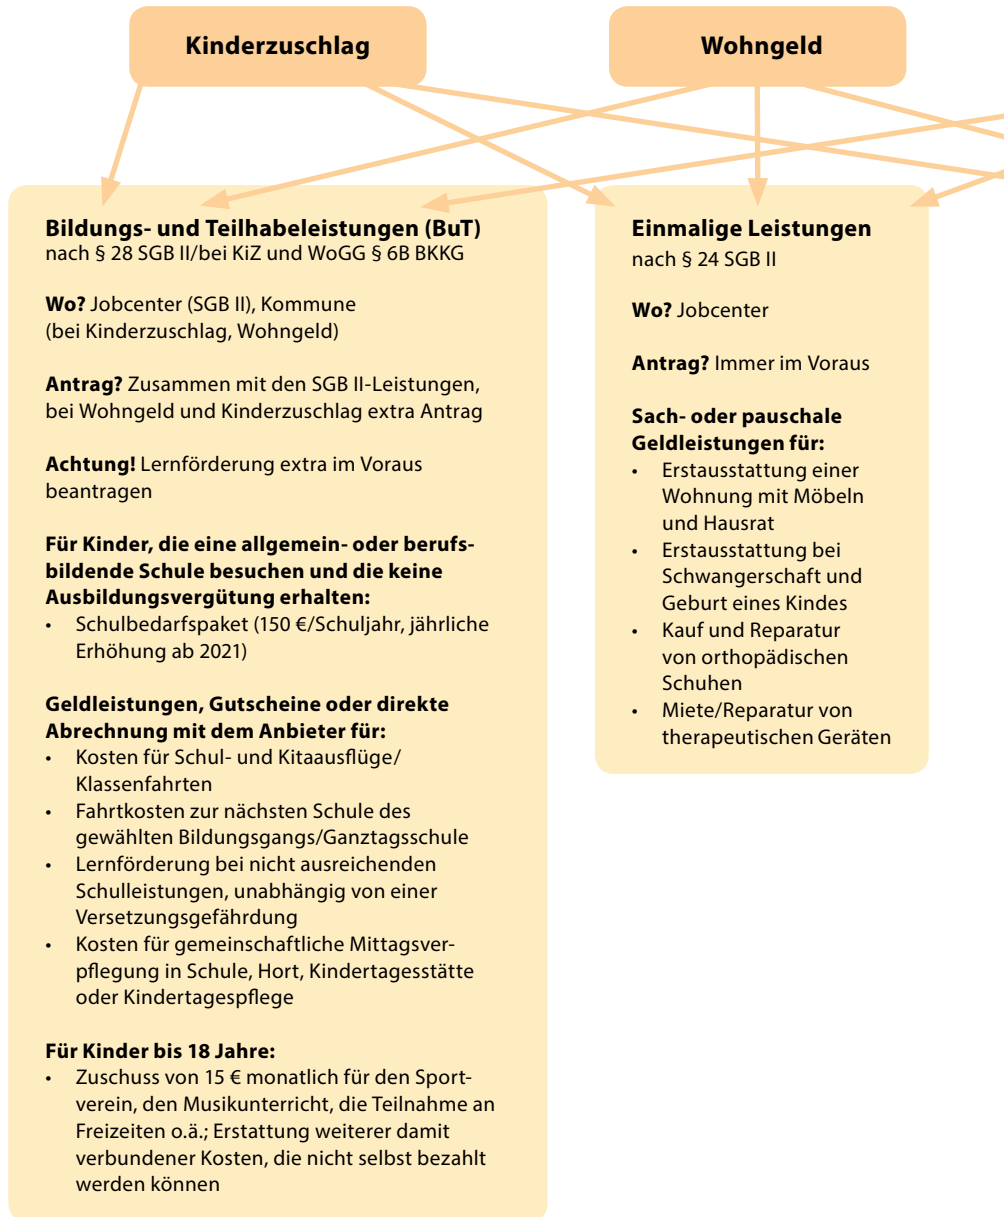 Kinderzuschlag
Wohngeld
Bildungs- und Teilhabeleistungen (BuT)
nach § 28 SGB II/bei KiZ und WoGG § 6B BKKG
Wo? Jobcenter (SGB II), Kommune
(bei Kinderzuschlag, Wohngeld)
Antrag? Zusammen mit den SGB II-Leistungen,
bei Wohngeld und Kinderzuschlag extra Antrag
Achtung! Lernförderung extra im Voraus
beantragen
Für Kinder, die eine allgemein- oder berufs-
bildende Schule besuchen und die keine
Ausbildungsvergütung erhalten:
• Schulbedarfspaket (150 €/Schuljahr, jährliche
Erhöhung ab 2021)
Geldleistungen, Gutscheine oder direkte
Abrechnung mit dem Anbieter für:
• Kosten für Schul- und Kitaausflüge/
Klassenfahrten
• Fahrtkosten zur nächsten Schule des
gewählten Bildungsgangs/Ganztagsschule
• Lernförderung bei nicht ausreichenden
Schulleistungen, unabhängig von einer
Versetzungsgefährdung
• Kosten für gemeinschaftliche Mittagsver-
pflegung in Schule, Hort, Kindertagesstätte
oder Kindertagespflege
Für Kinder bis 18 Jahre:
• Zuschuss von 15 € monatlich für den Sport-
verein, den Musikunterricht, die Teilnahme an
Freizeiten o.ä.; Erstattung weiterer damit
verbundener Kosten, die nicht selbst bezahlt
werden können
Einmalige Leistungen
nach § 24 SGB II
Wo? Jobcenter
Antrag? Immer im Voraus
Sach- oder pauschale
Geldleistungen für:
• Erstausstattung einer
Wohnung mit Möbeln
und Hausrat
• Erstausstattung bei
Schwangerschaft und
Geburt eines Kindes
• Kauf und Reparatur
von orthopädischen
Schuhen
• Miete/Reparatur von
therapeutischen Geräten